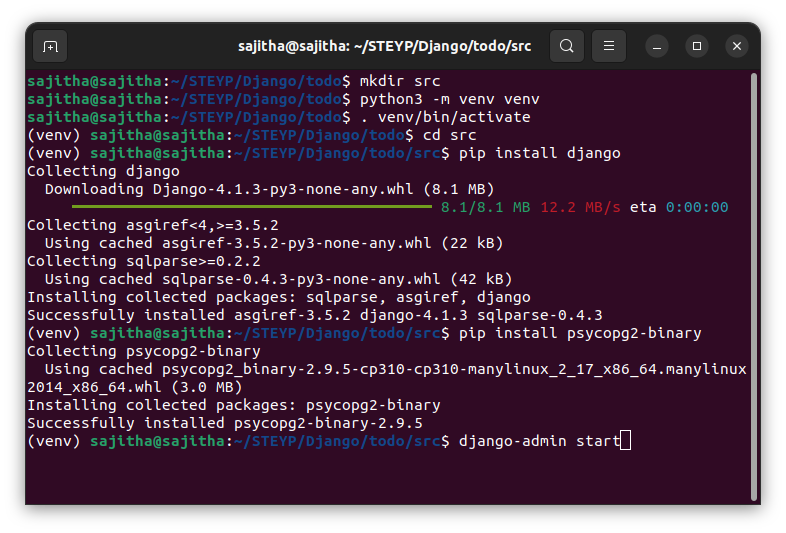 sajitha@sajitha: ~/STEYP/Django/todo/src
sajitha@sajitha:~/STEYP/Django/todo$ mkdir src
sajitha@sajitha:~/STEYP/Django/todo$ python3 -m venv venv
sajitha@sajitha:~/STEYP/Django/todo$ . venv/bin/activate
(venv) sajitha@sajitha:~/STEYP/Django/todo$ cd src
(venv) sajitha@sajitha:~/STEYP/Django/todo/src$ pip install django
Collecting django
  Downloading Django-4.1.3-py3-none-any.whl (8.1 MB)
8.1/8.1 MB 12.2 MB/s eta 0:00:00
Collecting asgiref<4,>=3.5.2
  Using cached asgiref-3.5.2-py3-none-any.whl (22 kB)
Collecting sqlparse>=0.2.2
  Using cached sqlparse-0.4.3-py3-none-any.whl (42 kB)
Installing collected packages: sqlparse, asgiref, django
Successfully installed asgiref-3.5.2 django-4.1.3 sqlparse-0.4.3
(venv) sajitha@sajitha:~/STEYP/Django/todo/src$ pip install psycopg2-binary
Collecting psycopg2-binary
  Using cached psycopg2_binary-2.9.5-cp310-cp310-manylinux_2_17_x86_64.manylinux
2014_x86_64.whl (3.0 MB)
Installing collected packages: psycopg2-binary
Successfully installed psycopg2-binary-2.9.5
(venv) sajitha@sajitha:~/STEYP/Django/todo/src$ django-admin start